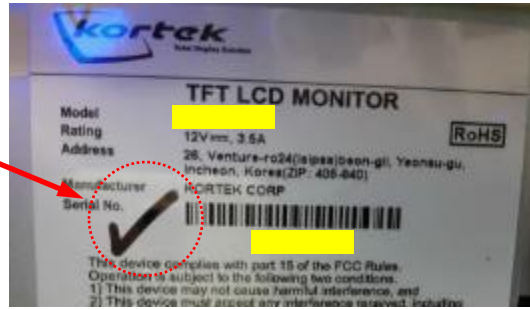 kortek
Total Display Solution
TFT LCD MONITOR
Model
Rating 12V⎓, 3.5A
RoHS
Address 26, Venture-ro24(isipsa)beon-gil, Yeonsu-gu,
Incheon, Korea(ZIP: 406-840)
Manufacturer KORTEK CORP
Serial No.
This device complies with part 15 of the FCC Rules.
Operation is subject to the following two conditions.
1) This device may not cause harmful interference, and
2) This device must accept any interference received, including